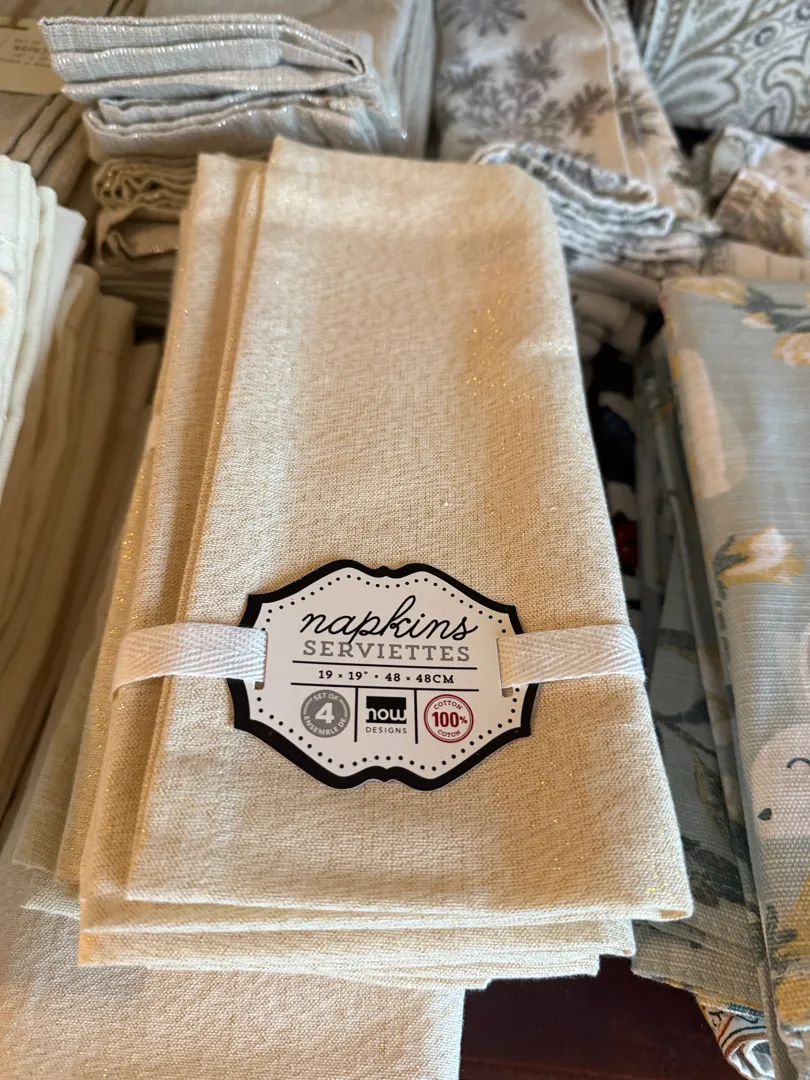 napkins
SERVIETTES
19 × 19" • 48 × 48CM
SET OF
4
ENSEMBLE DE
now
DESIGNS
COTTON
100%
COTON